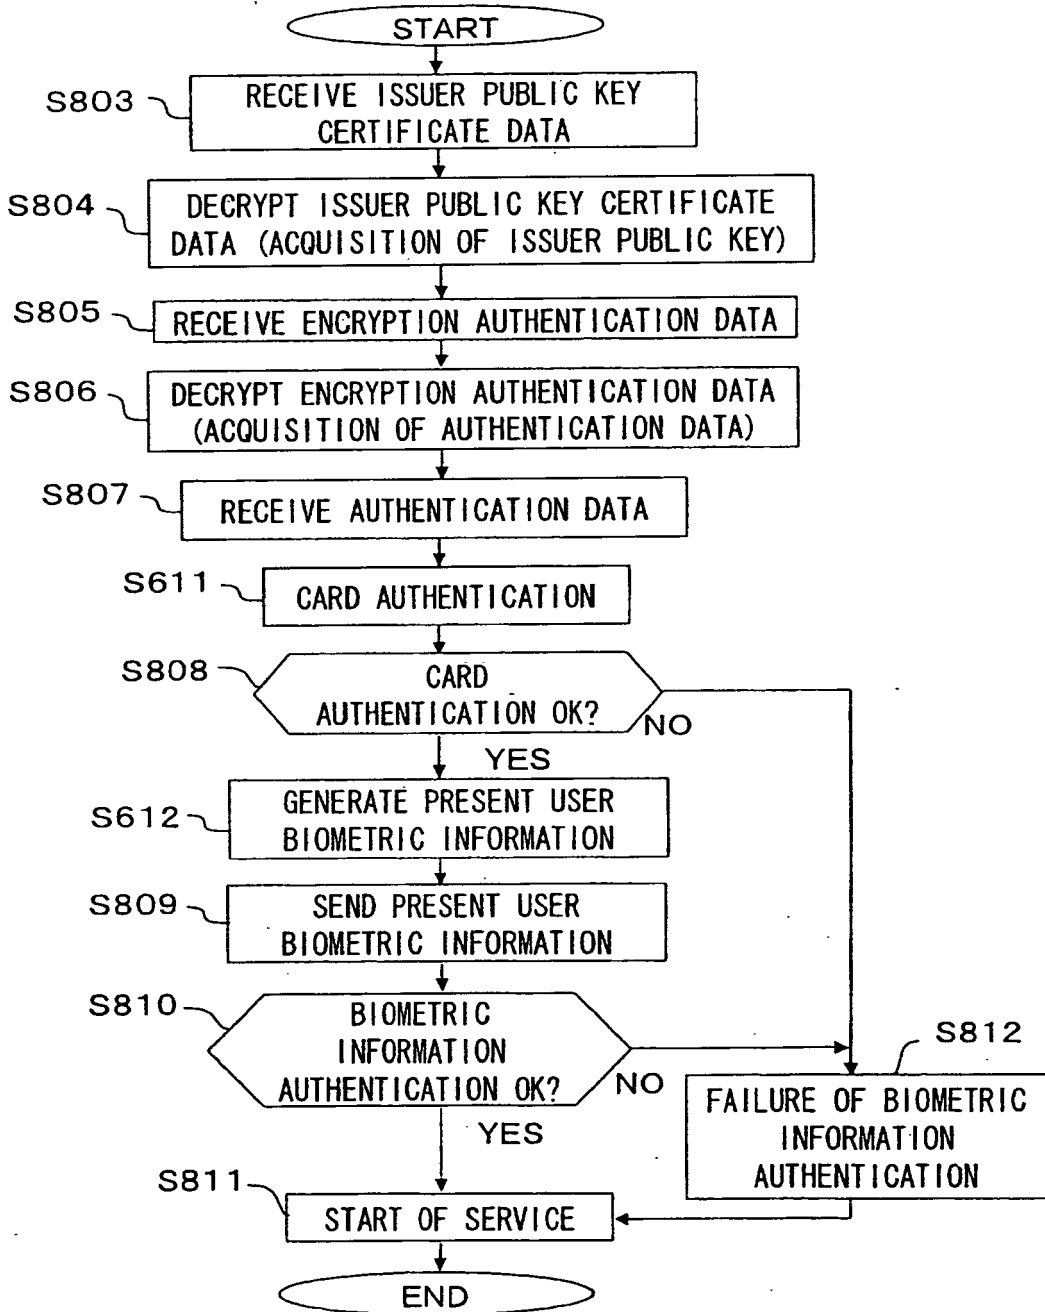 START
S803
RECEIVE ISSUER PUBLIC KEY
CERTIFICATE DATA
S804
DECRYPT ISSUER PUBLIC KEY CERTIFICATE
DATA (ACQUISITION OF ISSUER PUBLIC KEY)
S805
RECEIVE ENCRYPTION AUTHENTICATION DATA
S806
DECRYPT ENCRYPTION AUTHENTICATION DATA
(ACQUISITION OF AUTHENTICATION DATA)
S807
RECEIVE AUTHENTICATION DATA
S611
CARD AUTHENTICATION
S808
CARD
AUTHENTICATION OK?
NO
YES
S612
GENERATE PRESENT USER
BIOMETRIC INFORMATION
S809
SEND PRESENT USER
BIOMETRIC INFORMATION
S810
BIOMETRIC
INFORMATION
AUTHENTICATION OK?
NO
YES
S812
FAILURE OF BIOMETRIC
INFORMATION
AUTHENTICATION
S811
START OF SERVICE
END